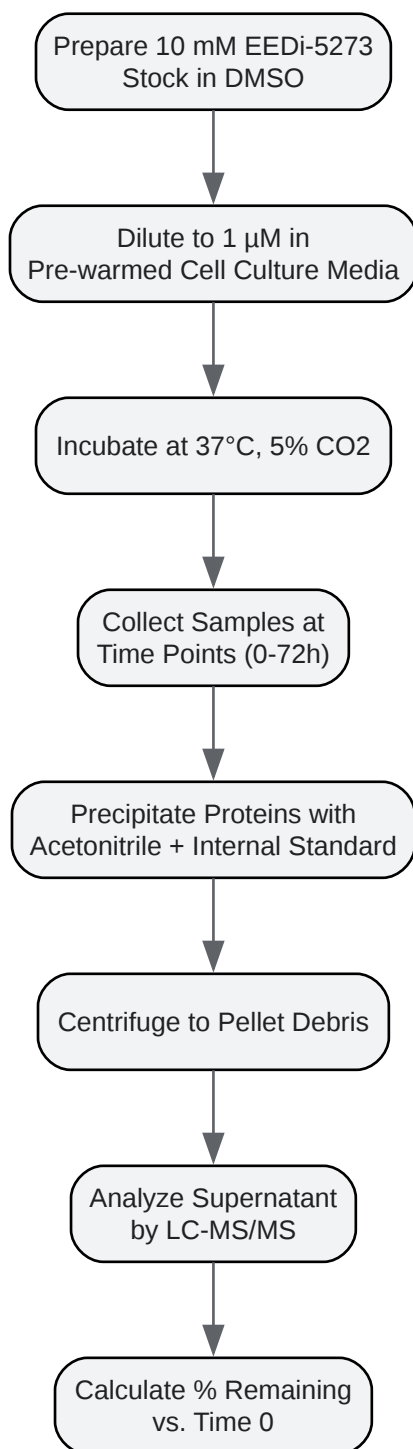 Prepare 10 mM EEDi-5273
Stock in DMSO
Dilute to 1 µM in
Pre-warmed Cell Culture Media
Incubate at 37°C, 5% CO2
Collect Samples at
Time Points (0-72h)
Precipitate Proteins with
Acetonitrile + Internal Standard
Centrifuge to Pellet Debris
Analyze Supernatant
by LC-MS/MS
Calculate % Remaining
vs. Time 0